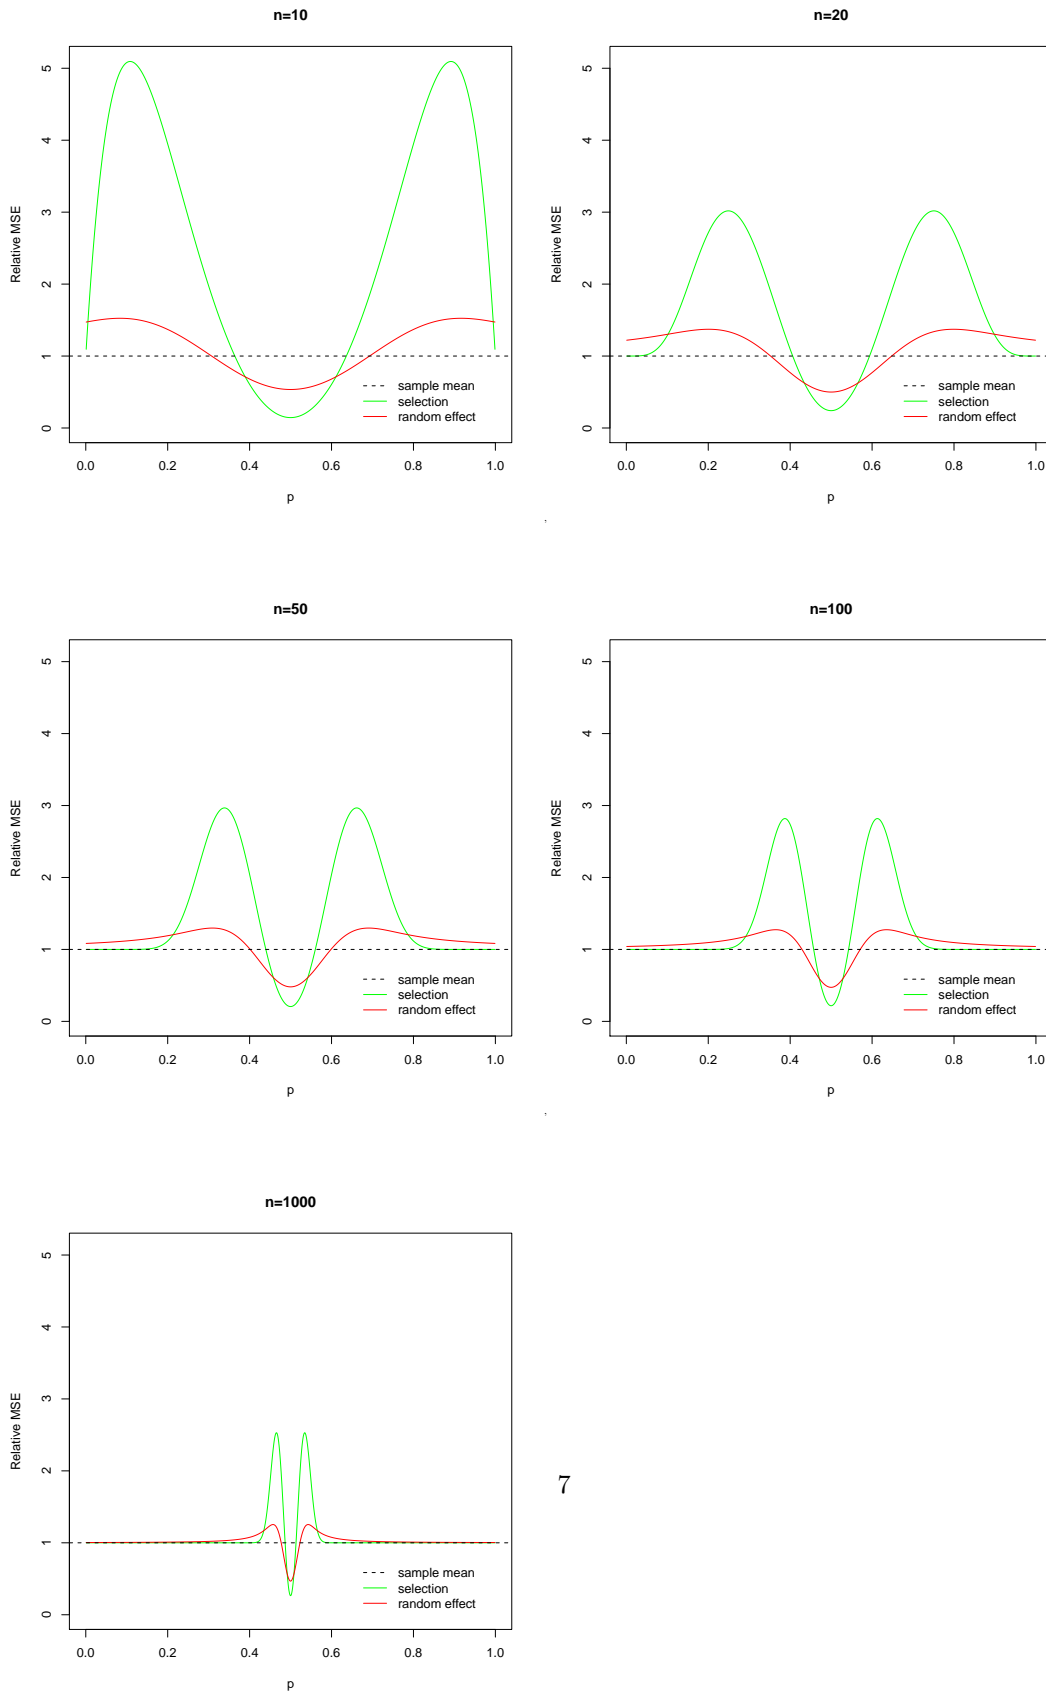 n=10
Relative MSE
5
4
3
2
1
0
sample mean
selection
random effect
0.0 0.2 0.4 0.6 0.8 1.0
p
n=20
Relative MSE
5
4
3
2
1
0
sample mean
selection
random effect
0.0 0.2 0.4 0.6 0.8 1.0
p
,
n=50
Relative MSE
5
4
3
2
1
0
sample mean
selection
random effect
0.0 0.2 0.4 0.6 0.8 1.0
p
n=100
Relative MSE
5
4
3
2
1
0
sample mean
selection
random effect
0.0 0.2 0.4 0.6 0.8 1.0
p
,
n=1000
Relative MSE
5
4
3
2
1
0
sample mean
selection
random effect
0.0 0.2 0.4 0.6 0.8 1.0
p
7